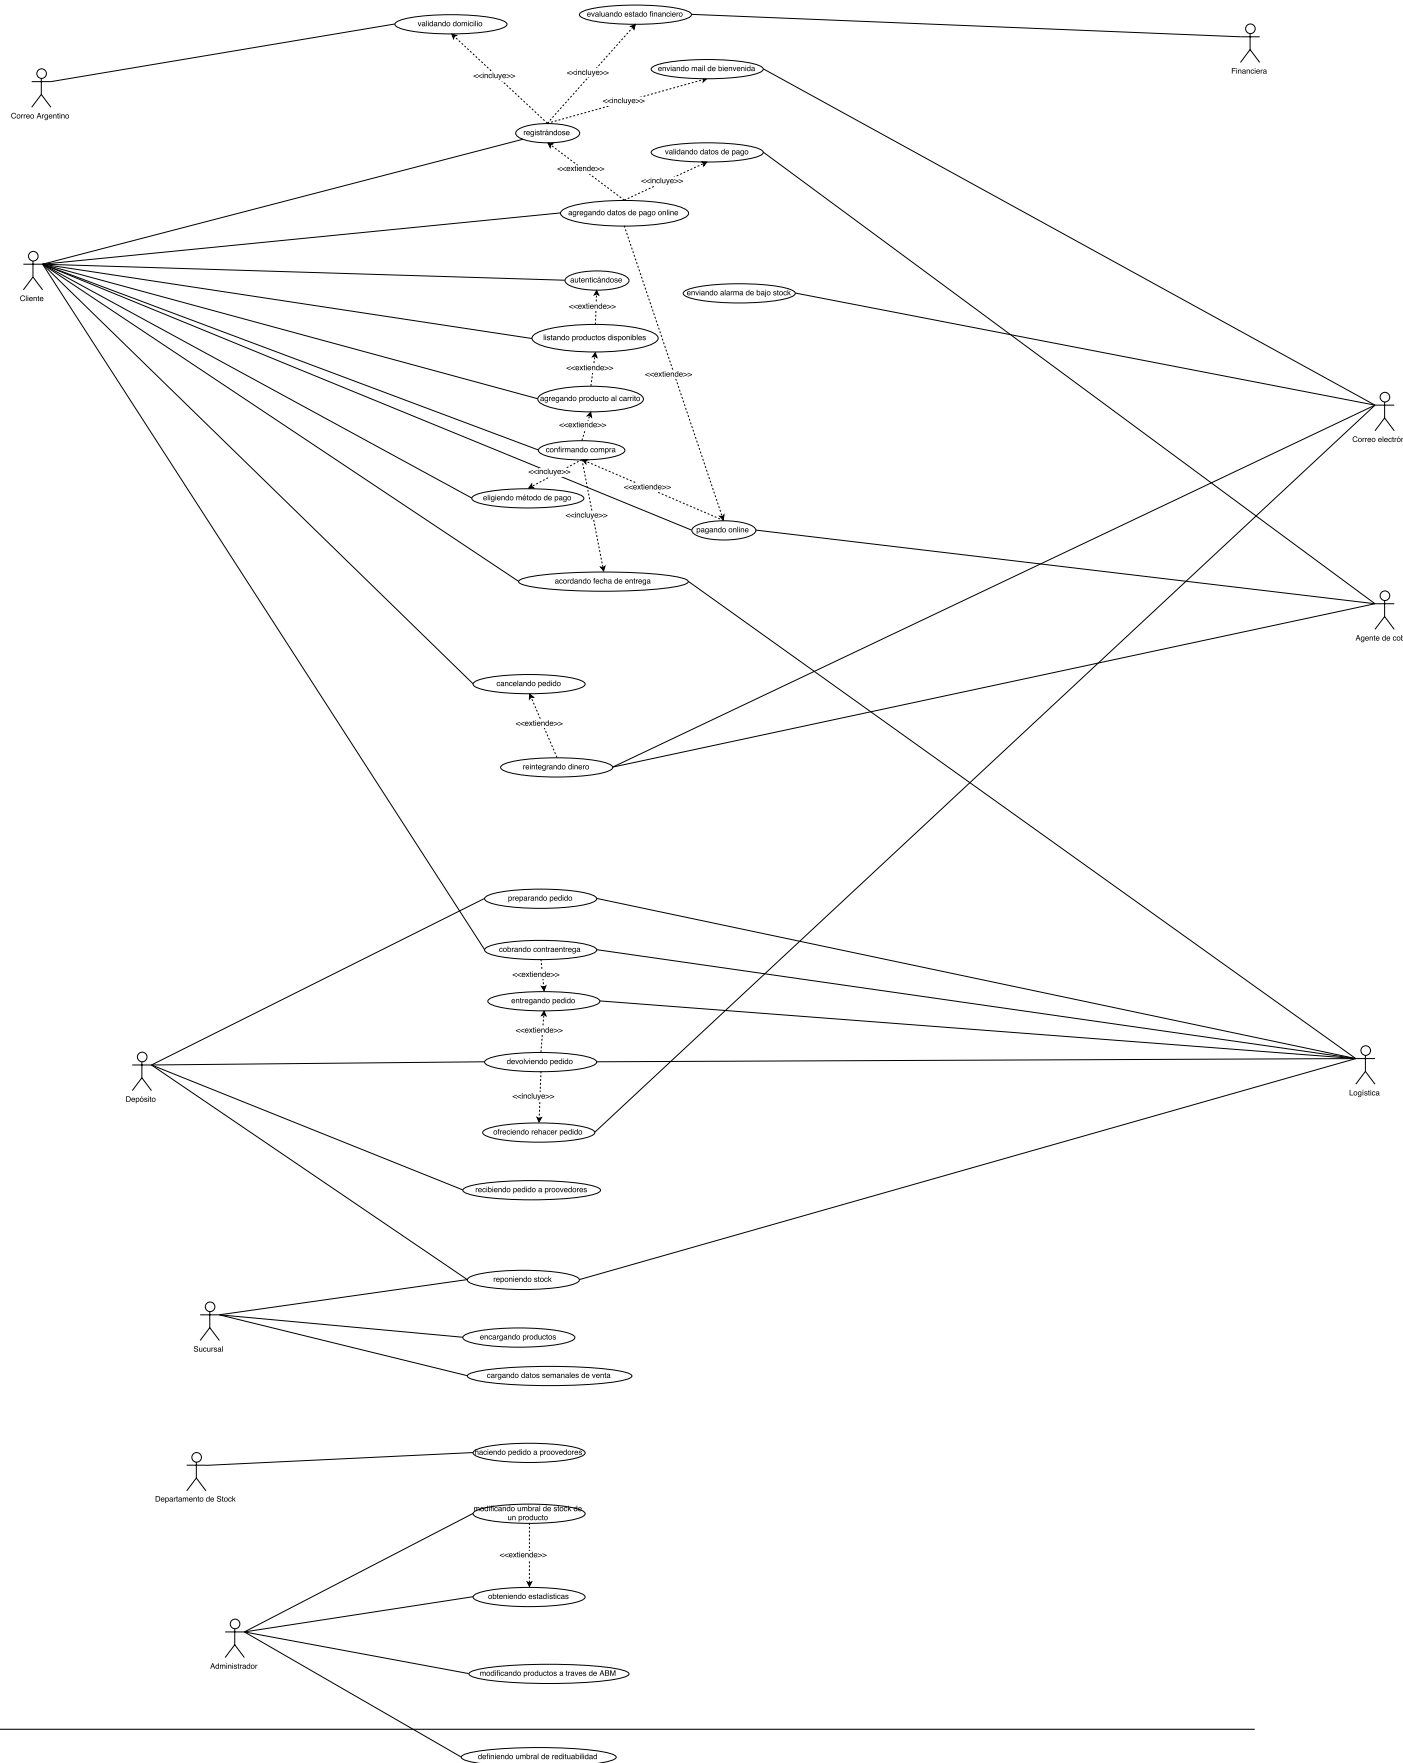 evaluando estado financiero
validando domicilio
Financiera
enviando mail de bienvenida
<<incluye>>
<<incluye>>
<<incluye>>
Correo Argentino
registrándose
validando datos de pago
<<extiende>>
<<incluye>>
agregando datos de pago online
autenticándose
enviando alarma de bajo stock
Cliente
<<extiende>>
listando productos disponibles
<<extiende>>
<<extiende>>
agregando producto al carrito
<<extiende>>
Correo electrón
confirmando compra
<<incluye>>
<<extiende>>
eligiendo método de pago
<<incluye>>
pagando online
acordando fecha de entrega
Agente de cob
cancelando pedido
<<extiende>>
reintegrando dinero
preparando pedido
cobrando contraentrega
<<extiende>>
entregando pedido
<<extiende>>
devolviendo pedido
Logística
Depósito
<<incluye>>
ofreciendo rehacer pedido
recibiendo pedido a proovedores
reponiendo stock
Sucursal
encargando productos
cargando datos semanales de venta
haciendo pedido a proovedores
Departamento de Stock
modificando umbral de stock de
un producto
<<extiende>>
obteniendo estadísticas
Administrador
modificando productos a traves de ABM
definiendo umbral de redituabilidad